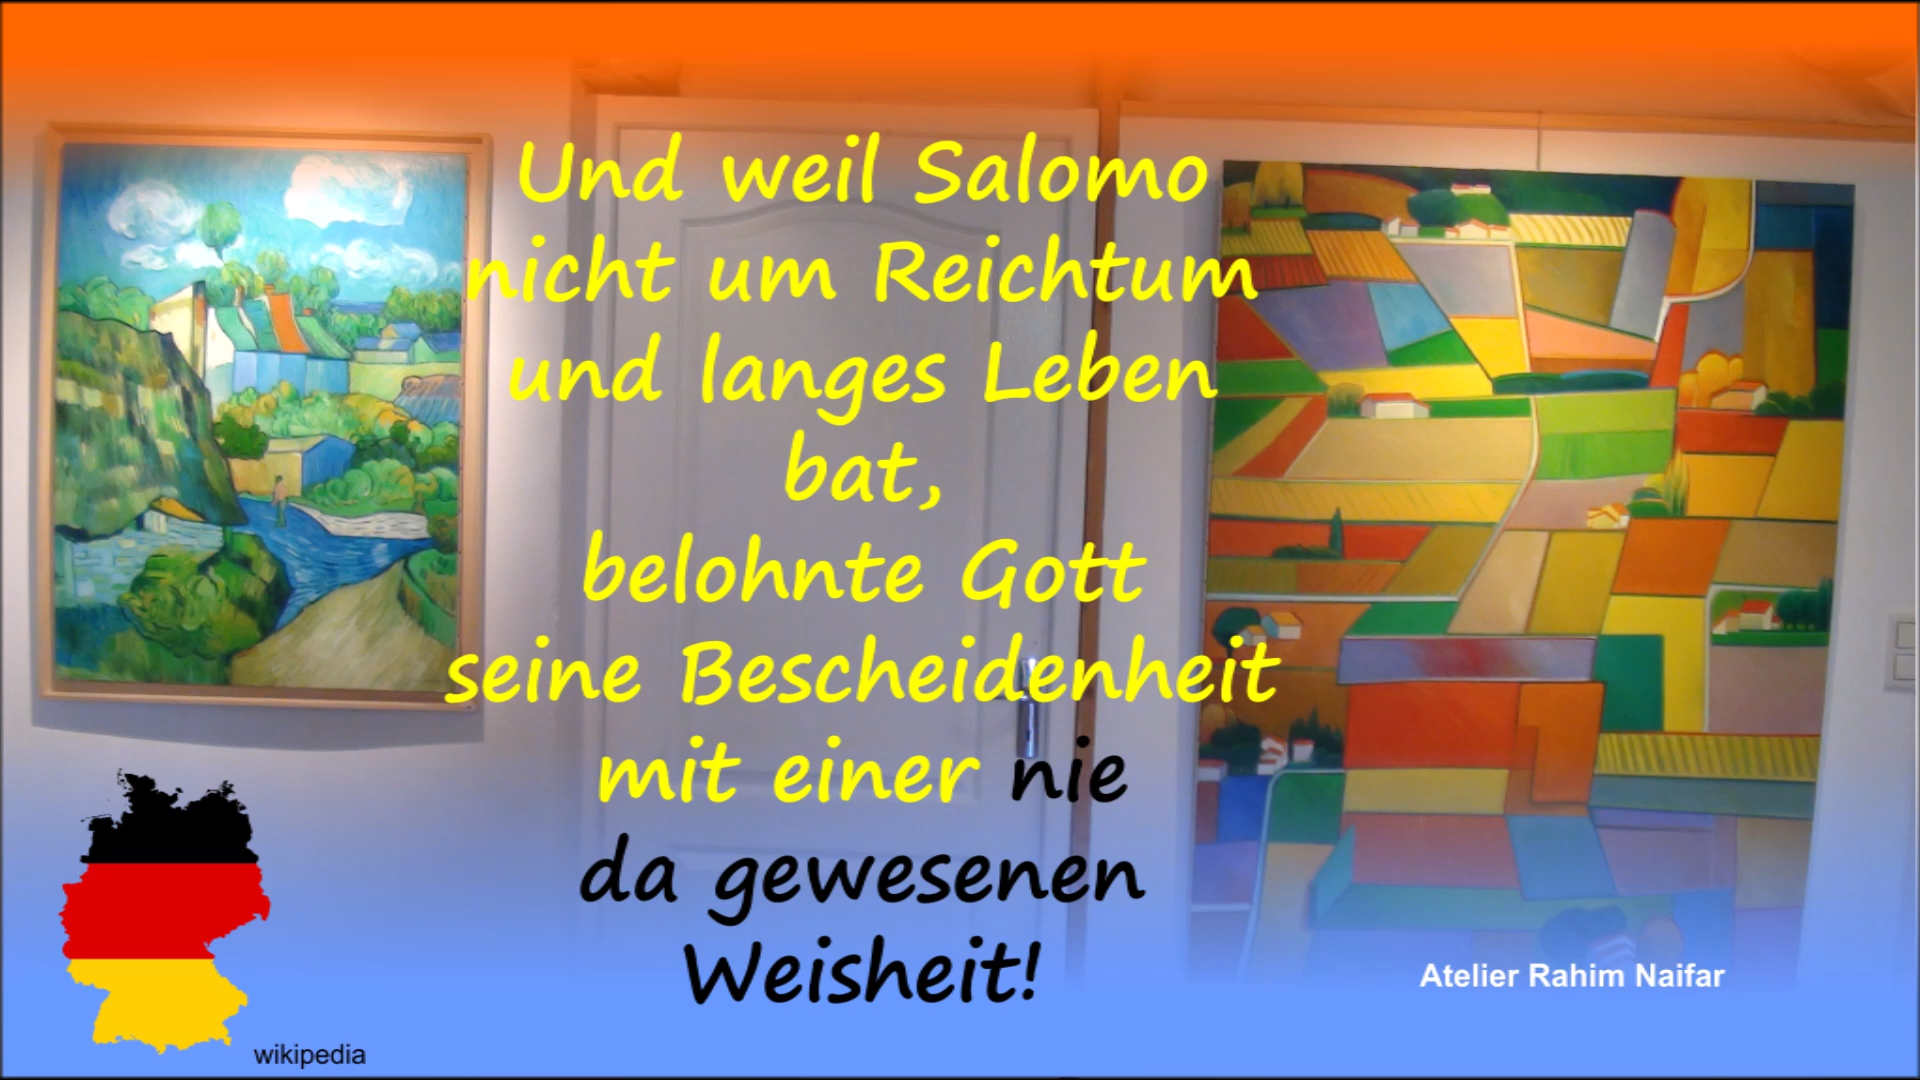 Und weil Salomo
nicht um Reichtum
und langes Leben
bat,
belohnte Gott
seine Bescheidenheit
mit einer nie
da gewesenen
Weisheit!
Atelier Rahim Naifar
wikipedia